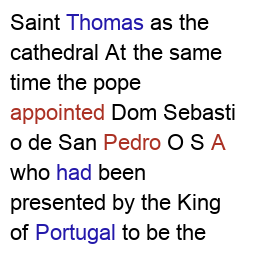 Saint Thomas as the
cathedral At the same
time the pope
appointed Dom Sebasti
o de San Pedro O S A
who had been
presented by the King
of Portugal to be the